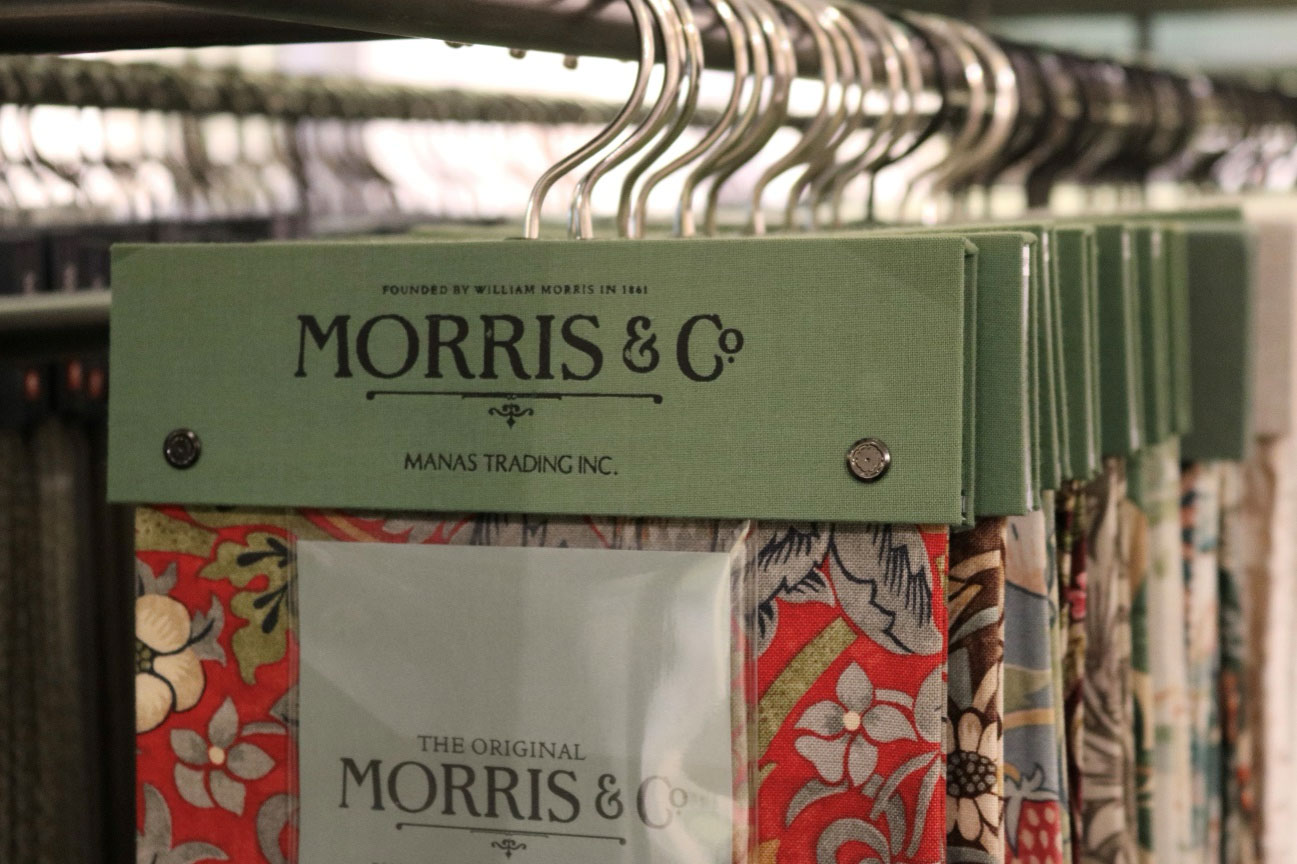 FOUNDED BY WILLIAM MORRIS IN 1861
MORRIS & Co
MANAS TRADING INC.
THE ORIGINAL
MORRIS & Co